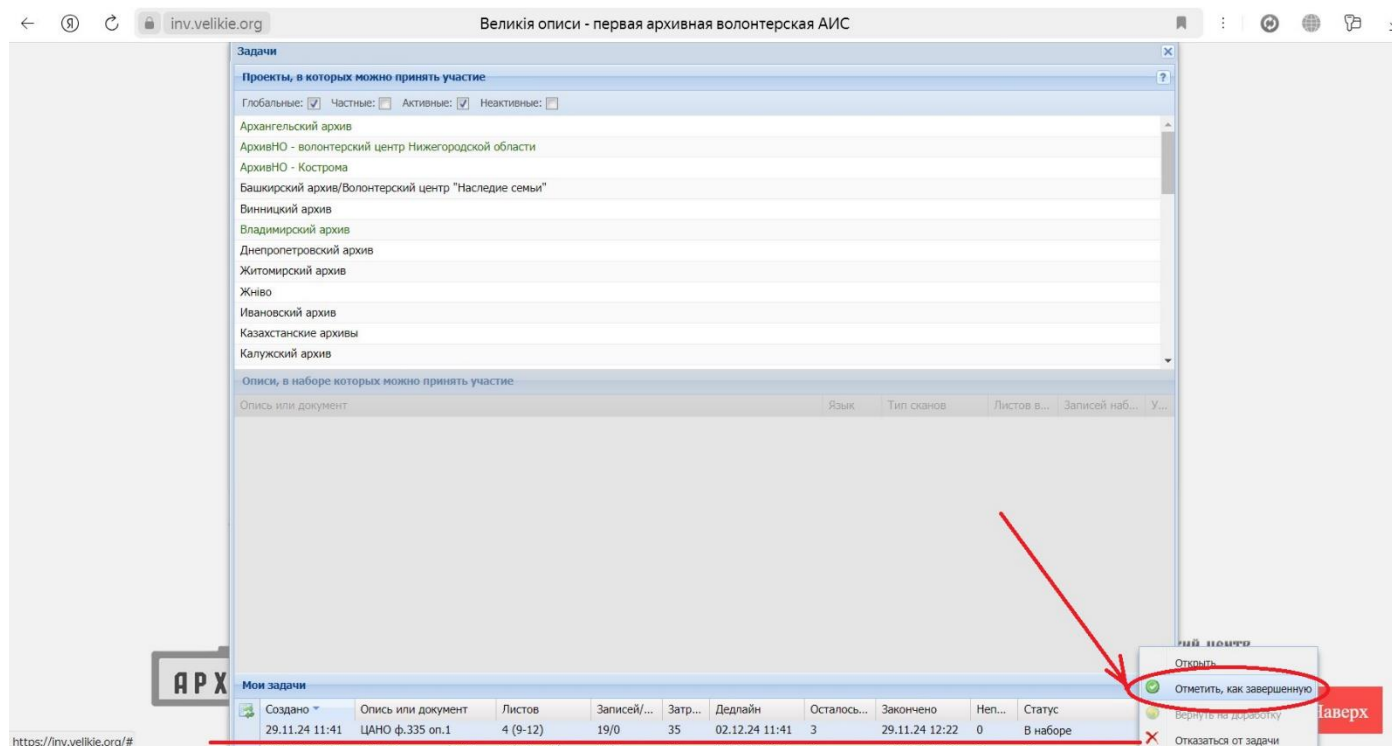 inv.velikie.org Великія описи - первая архивная волонтерская АИС
Задачи
Проекты, в которых можно принять участие
Глобальные: Частные: Активные: Неактивные:
Архангельский архив
АрхивНО - волонтерский центр Нижегородской области
АрхивНО - Кострома
Башкирский архив/Волонтерский центр "Наследие семьи"
Винницкий архив
Владимирский архив
Днепропетровский архив
Житомирский архив
Жніво
Ивановский архив
Казахстанские архивы
Калужский архив
Описи, в наборе которых можно принять участие
Опись или документ Язык Тип сканов Листов в... Записей наб... У...
Открыть
Отметить, как завершенную
Вернуть на доработку
Отказаться от задачи
АРХ
Наверх
Мои задачи
Создано Опись или документ Листов Записей/... Затр... Дедлайн Осталось... Закончено Неп... Статус
29.11.24 11:41 ЦАНО ф.335 оп.1 4 (9-12) 19/0 35 02.12.24 11:41 3 29.11.24 12:22 0 В наборе
https://inv.velikie.org/#